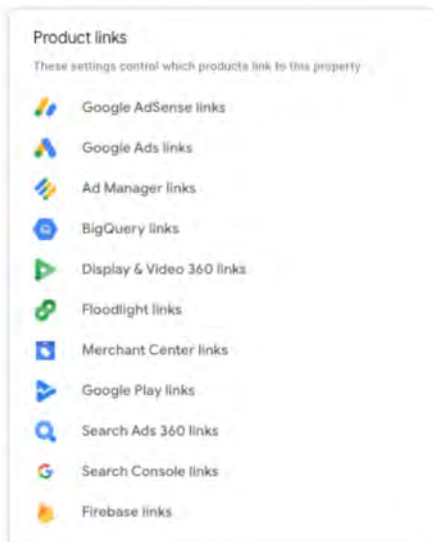 Product links
These settings control which products link to this property
Google AdSense links
Google Ads links
Ad Manager links
BigQuery links
Display & Video 360 links
Floodlight links
Merchant Center links
Google Play links
Search Ads 360 links
Search Console links
Firebase links